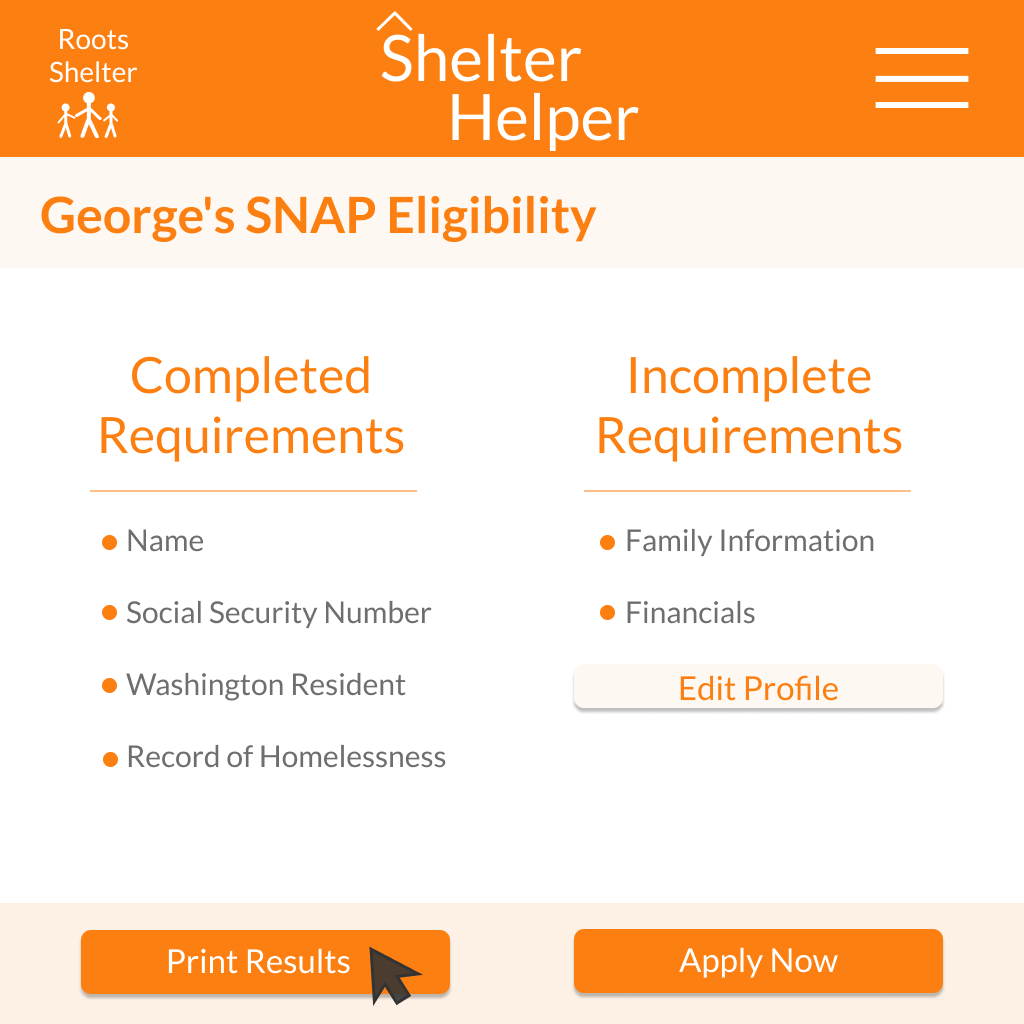 Roots
Shelter
Shelter
Helper
George's SNAP Eligibility
Completed
Requirements
Name
Social Security Number
Washington Resident
Record of Homelessness
Incomplete
Requirements
Family Information
Financials
Edit Profile
Print Results
Apply Now